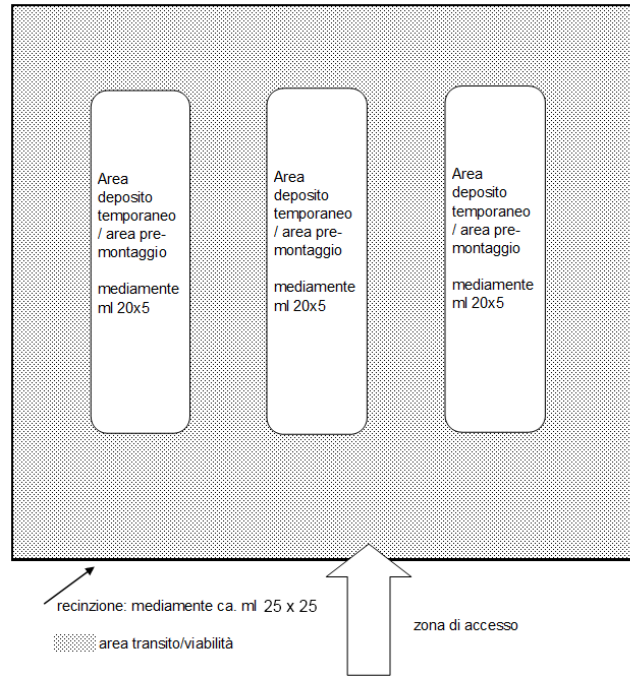 Area
deposito
temporaneo
/ area pre-
montaggio
mediamente
ml 20x5
Area
deposito
temporaneo
/ area pre-
montaggio
mediamente
ml 20x5
Area
deposito
temporaneo
/ area pre-
montaggio
mediamente
ml 20x5
recinzione: mediamente ca. ml 25 x 25
zona di accesso
area transito/viabilità